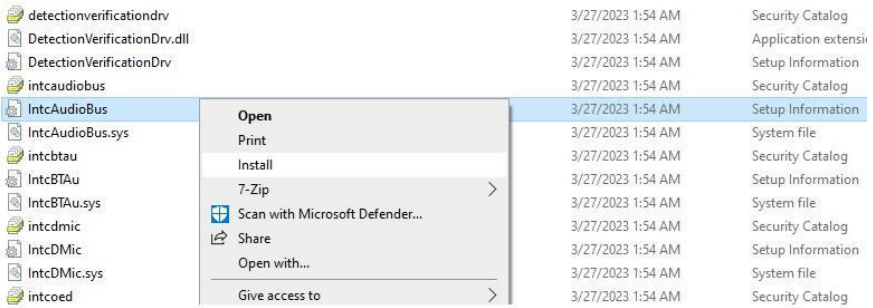 detectionverificationdrv 3/27/2023 1:54 AM Security Catalog
DetectionVerificationDrv.dll 3/27/2023 1:54 AM Application extensi
DetectionVerificationDrv 3/27/2023 1:54 AM Setup Information
intcaudiobus 3/27/2023 1:54 AM Security Catalog
IntcAudioBus 3/27/2023 1:54 AM Setup Information
IntcAudioBus.sys 3/27/2023 1:54 AM System file
intcbtau 3/27/2023 1:54 AM Security Catalog
IntcBTAu 3/27/2023 1:54 AM Setup Information
IntcBTAu.sys 3/27/2023 1:54 AM System file
intcdmic 3/27/2023 1:54 AM Security Catalog
IntcDMic 3/27/2023 1:54 AM Setup Information
IntcDMic.sys 3/27/2023 1:54 AM System file
intcoed 3/27/2023 1:54 AM Security Catalog
Open
Print
Install
7-Zip
Scan with Microsoft Defender...
Share
Open with...
Give access to